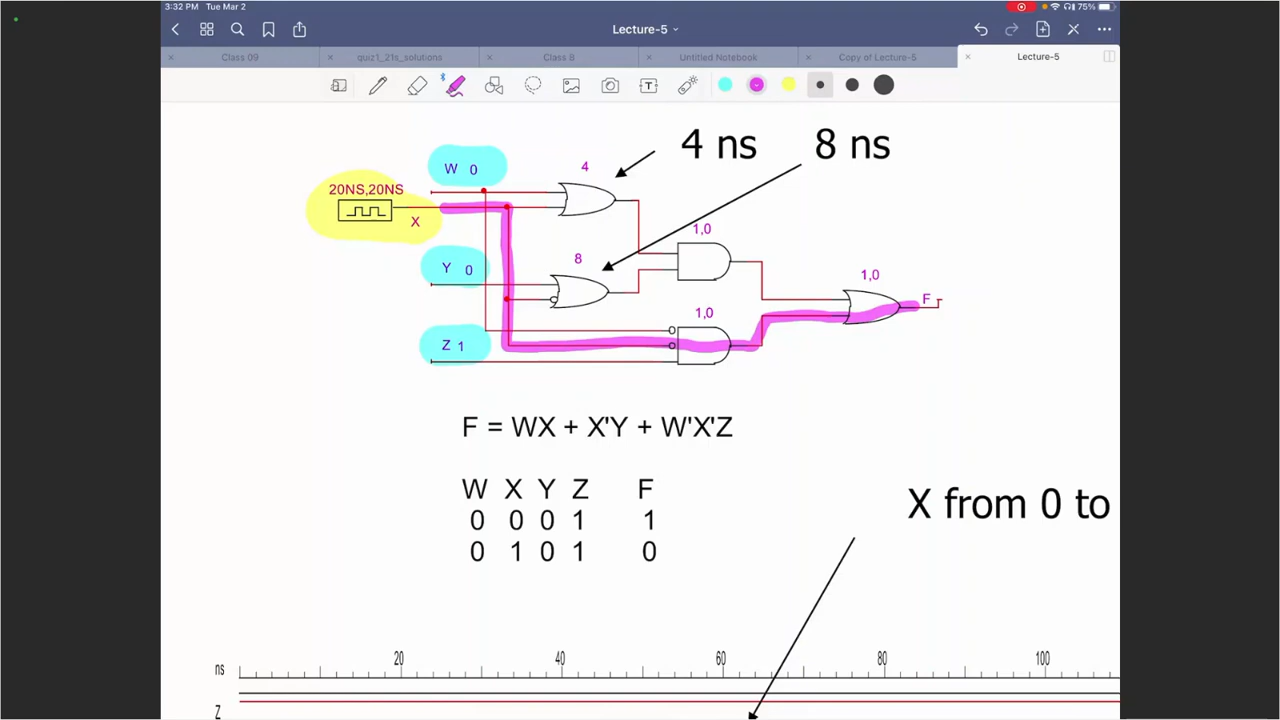 3:32 PM Tue Mar 2
75%
Lecture-5
Class 09
quiz1_21s_solutions
Class 8
Untitled Notebook
Copy of Lecture-5
Lecture-5
T
4 ns
8 ns
W 0
4
20NS,20NS
X
1,0
Y 0
8
1,0
F
1,0
Z 1
F = WX + X'Y + W'X'Z
W X Y Z F
0 0 0 1 1
0 1 0 1 0
X from 0 to
ns 20 40 60 80 100
Z